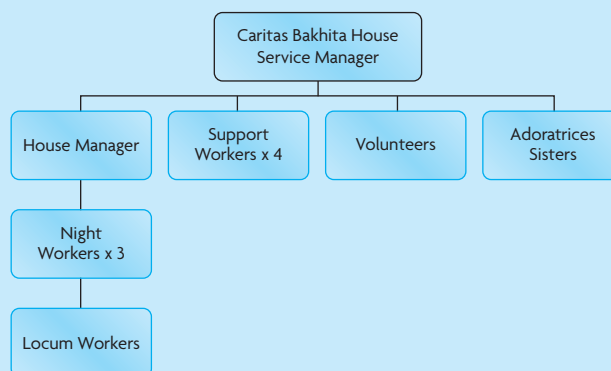 Caritas Bakhita House
Service Manager
House Manager
Support
Workers x 4
Volunteers
Adoratrices
Sisters
Night
Workers x 3
Locum Workers